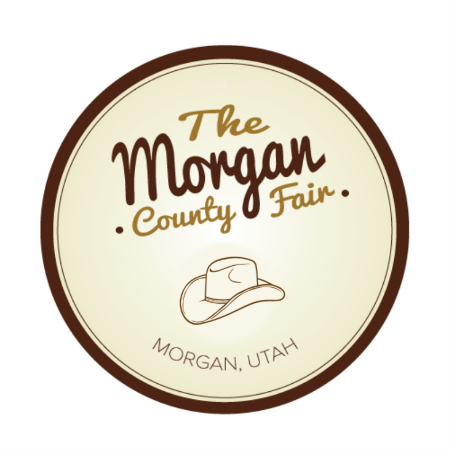 The
Morgan
· County Fair ·
MORGAN, UTAH